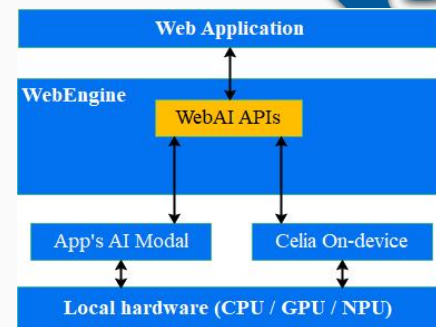 Web Application
WebEngine
WebAI APIs
App's AI Modal
Celia On-device
Local hardware (CPU / GPU / NPU)